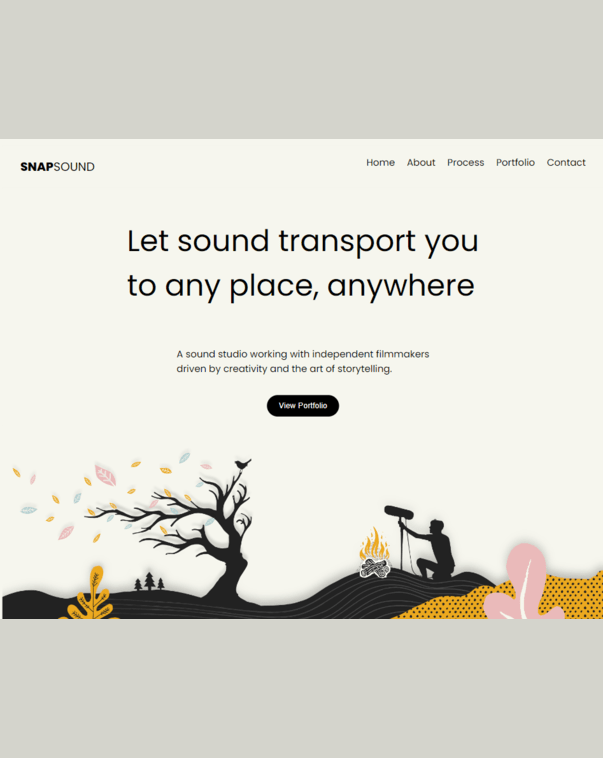 SNAPSOUND
Home About Process Portfolio Contact
Let sound transport you
to any place, anywhere
A sound studio working with independent filmmakers
driven by creativity and the art of storytelling.
View Portfolio